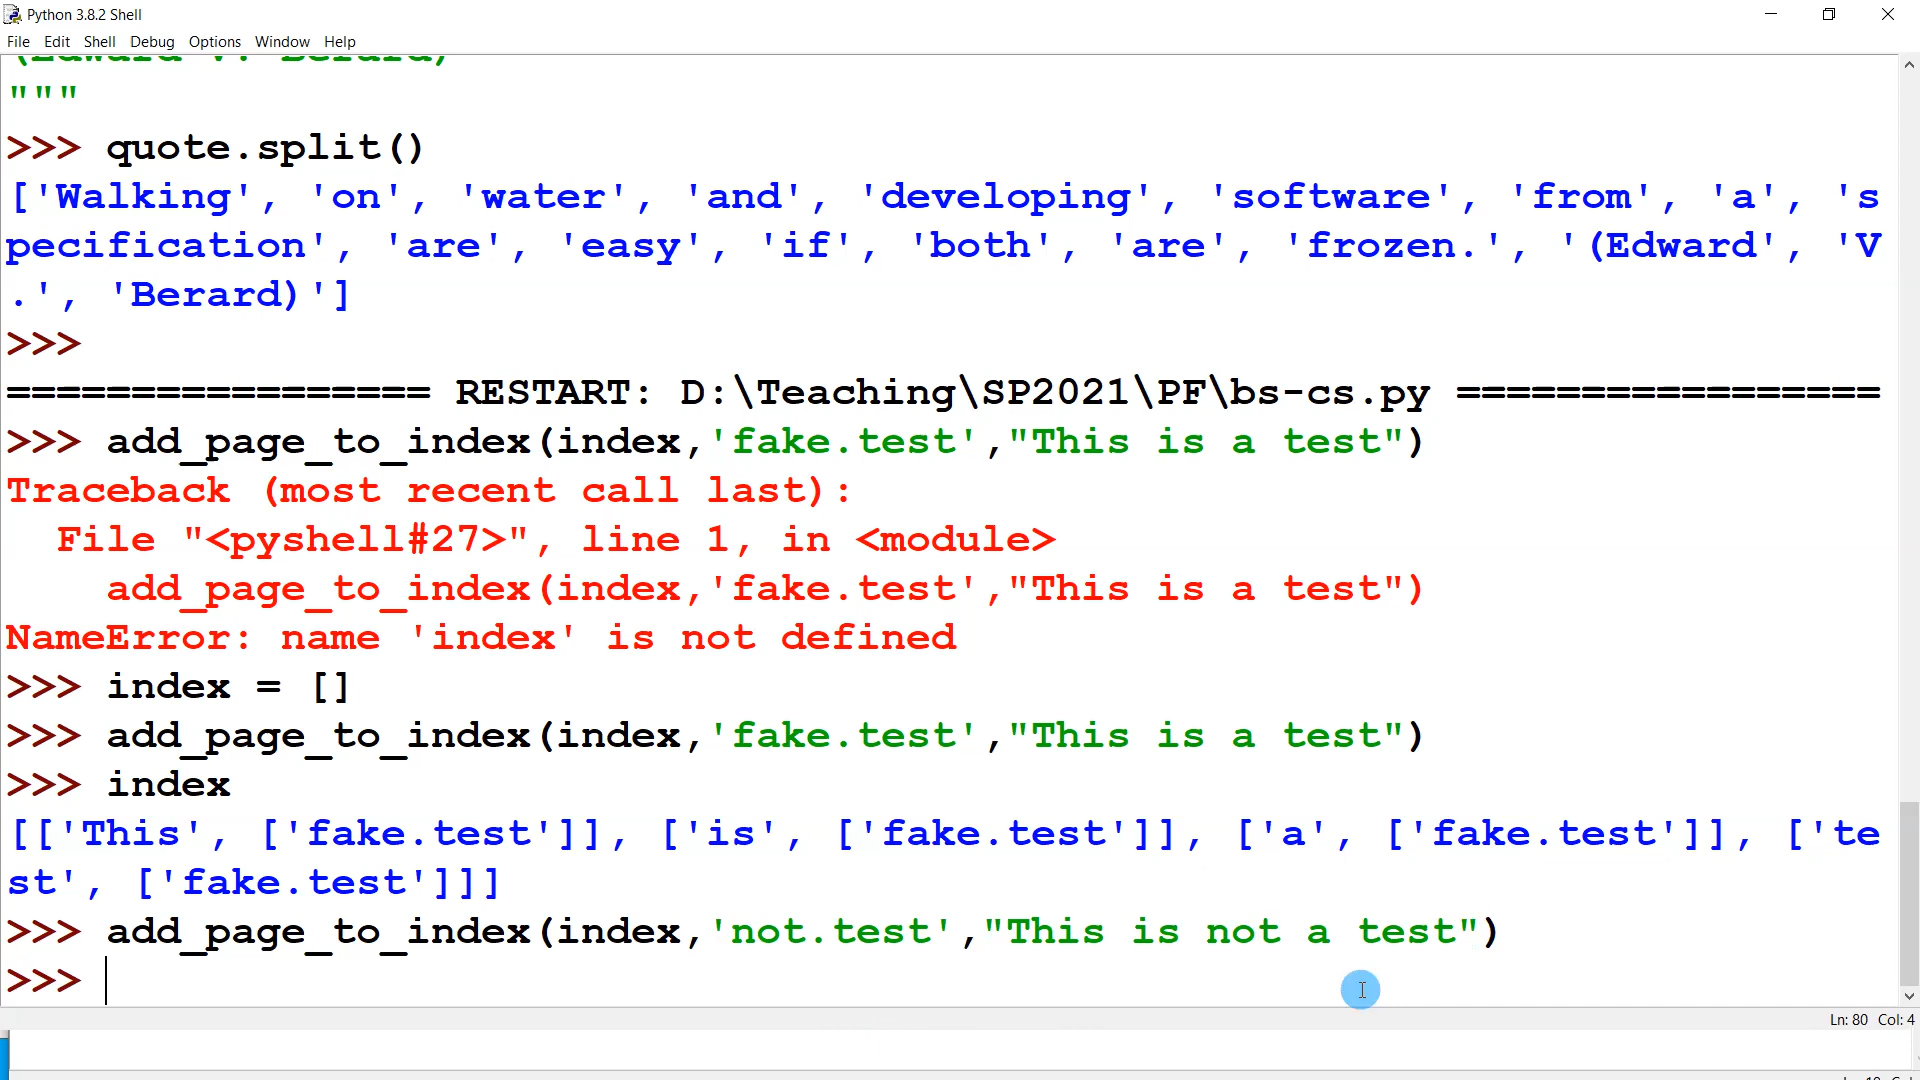 Python 3.8.2 Shell
File Edit Shell Debug Options Window Help
(Edward V. Berard)
"""
>>> quote.split()
['Walking', 'on', 'water', 'and', 'developing', 'software', 'from', 'a', 's
pecification', 'are', 'easy', 'if', 'both', 'are', 'frozen.', '(Edward', 'V
.', 'Berard)']
>>>
================= RESTART: D:\Teaching\SP2021\PF\bs-cs.py =================
>>> add_page_to_index(index,'fake.test',"This is a test")
Traceback (most recent call last):
  File "<pyshell#27>", line 1, in <module>
    add_page_to_index(index,'fake.test',"This is a test")
NameError: name 'index' is not defined
>>> index = []
>>> add_page_to_index(index,'fake.test',"This is a test")
>>> index
[['This', ['fake.test']], ['is', ['fake.test']], ['a', ['fake.test']], ['te
st', ['fake.test']]]
>>> add_page_to_index(index,'not.test',"This is not a test")
>>>
Ln: 80 Col: 4